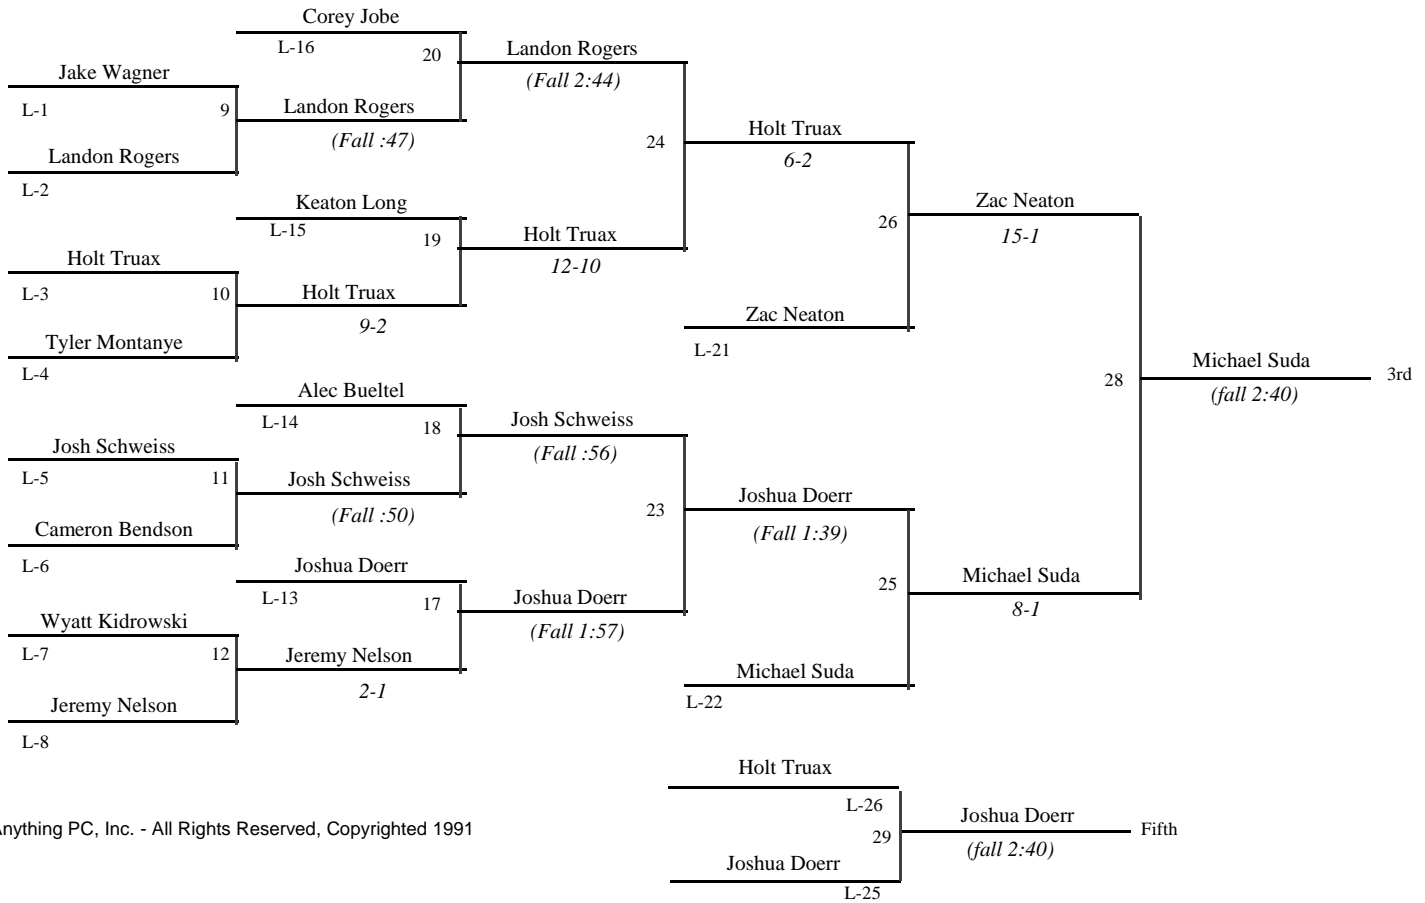 Corey Jobe
L-16
20
Landon Rogers
(Fall 2:44)
Jake Wagner
L-1
9
Landon Rogers
(Fall :47)
Landon Rogers
L-2
24
Holt Truax
6-2
Keaton Long
L-15
19
Holt Truax
12-10
Holt Truax
L-3
10
Holt Truax
9-2
Tyler Montanye
L-4
26
Zac Neaton
15-1
Zac Neaton
L-21
28
Michael Suda
(fall 2:40)
3rd
Alec Bueltel
L-14
18
Josh Schweiss
(Fall :56)
Josh Schweiss
L-5
11
Josh Schweiss
(Fall :50)
Cameron Bendson
L-6
23
Joshua Doerr
(Fall 1:39)
Joshua Doerr
L-13
17
Joshua Doerr
(Fall 1:57)
Wyatt Kidrowski
L-7
12
Jeremy Nelson
2-1
Jeremy Nelson
L-8
25
Michael Suda
8-1
Michael Suda
L-22
Holt Truax
L-26
29
Joshua Doerr
(fall 2:40)
Fifth
Joshua Doerr
L-25
nything PC, Inc. - All Rights Reserved, Copyrighted 1991